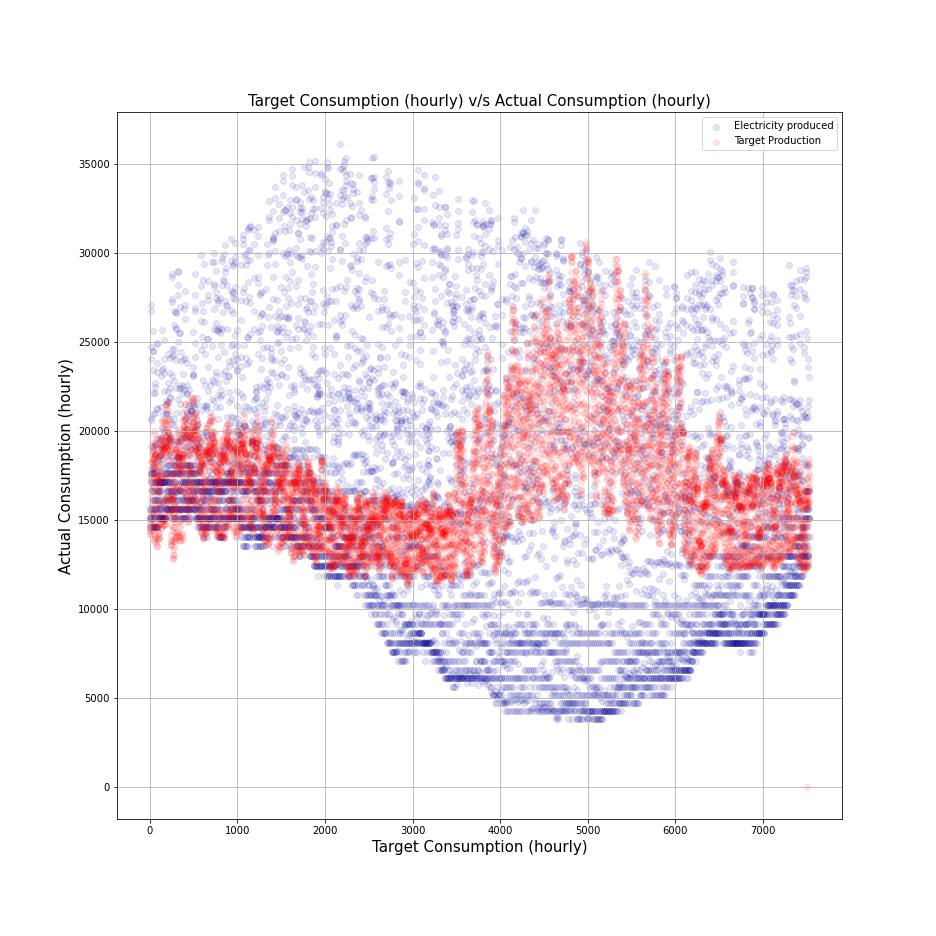 Target Consumption (hourly) v/s Actual Consumption (hourly)
Electricity produced
Target Production
35000
30000
25000
20000
15000
10000
5000
0
Actual Consumption (hourly)
0 1000 2000 3000 4000 5000 6000 7000
Target Consumption (hourly)